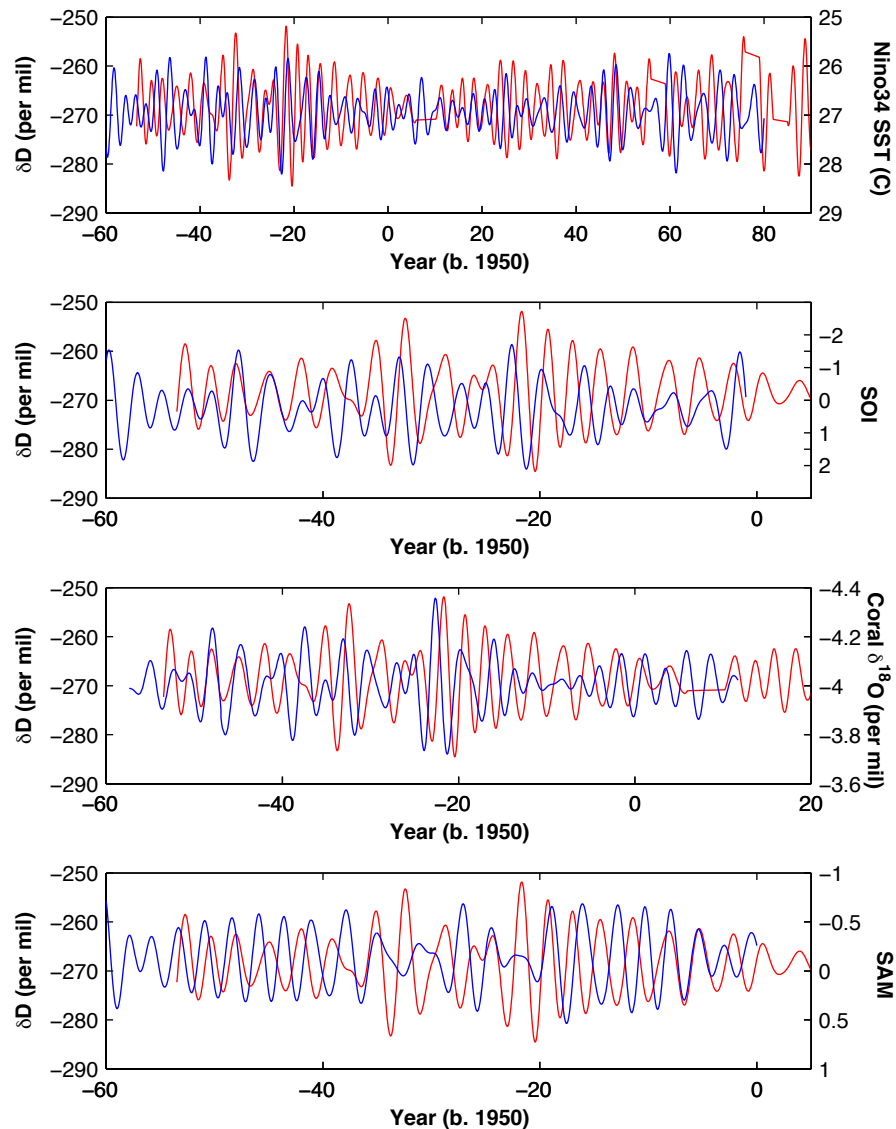 −250
−260
−270
−280
−290
δD (per mil)
25
26
27
28
29
Nino34 SST (C)
−60 −40 −20 0 20 40 60 80
Year (b. 1950)
−250
−260
−270
−280
−290
δD (per mil)
−2
−1
0
1
2
SOI
−60 −40 −20 0
Year (b. 1950)
−250
−260
−270
−280
−290
δD (per mil)
−4.4
−4.2
−4
−3.8
−3.6
Coral δ¹⁸O (per mil)
−60 −40 −20 0 20
Year (b. 1950)
−250
−260
−270
−280
−290
δD (per mil)
−1
−0.5
0
0.5
1
SAM
−60 −40 −20 0
Year (b. 1950)